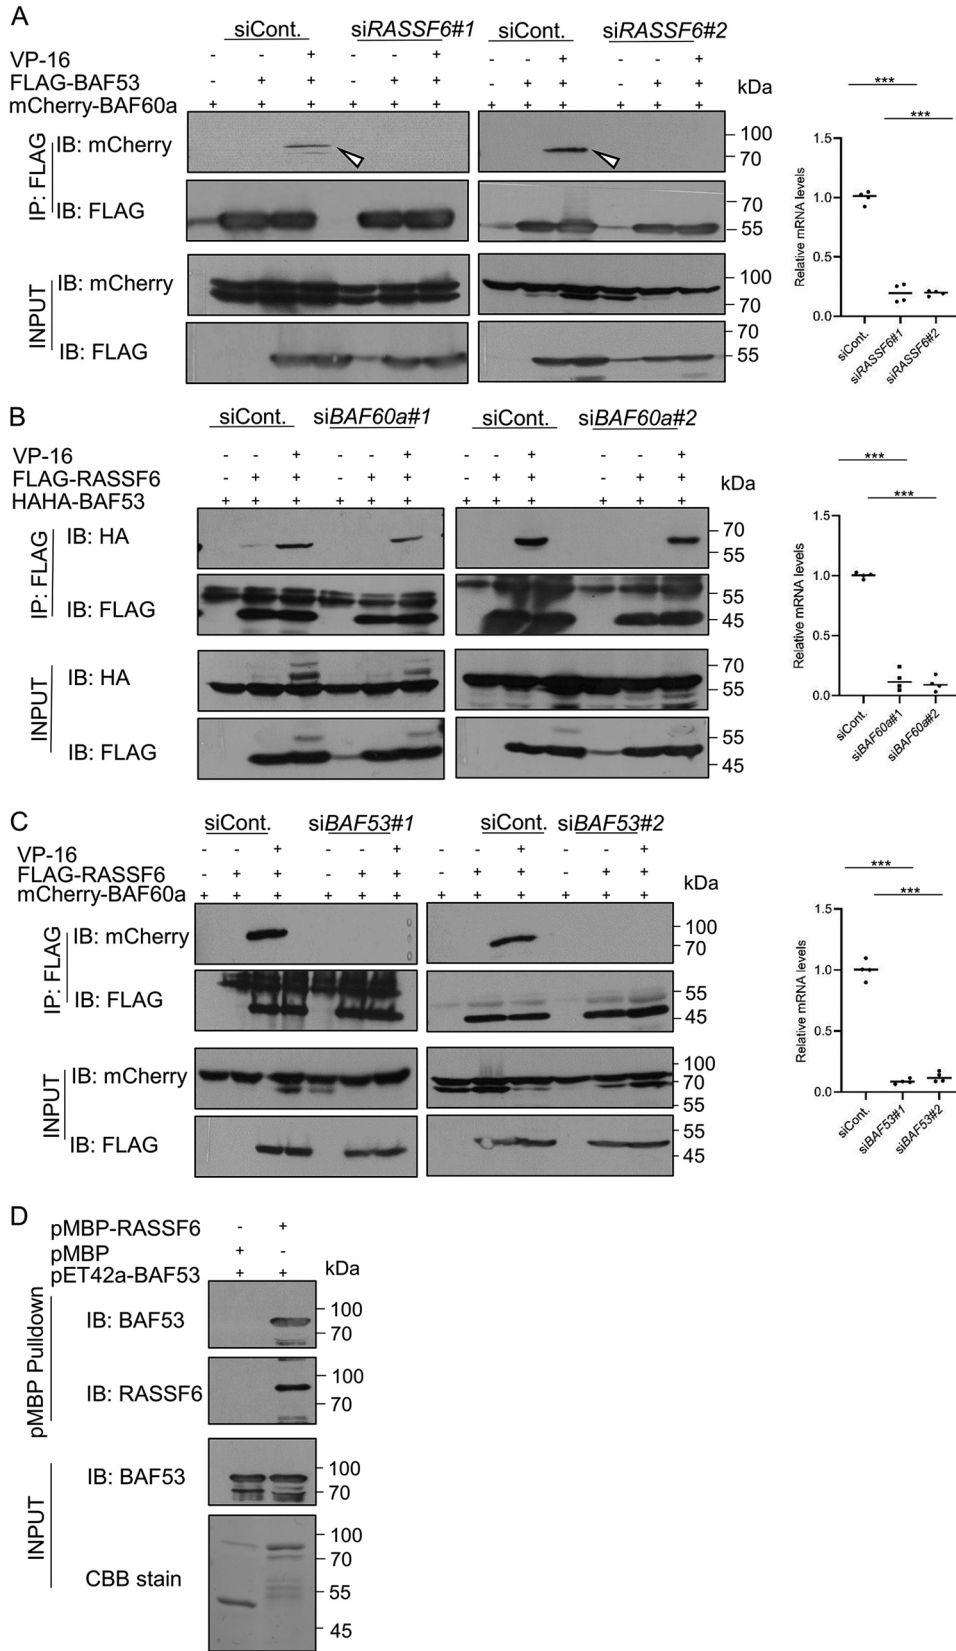 A
siCont. siRASSF6#1 siCont. siRASSF6#2
VP-16 - - + - - + - - + - - +
FLAG-BAF53 - + + - + + - + + - + +
mCherry-BAF60a + + + + + + + + + + + +
kDa
IP: FLAG
IB: mCherry
100
70
IB: FLAG
70
55
INPUT
IB: mCherry
100
70
IB: FLAG
70
55
***
***
Relative mRNA levels
1.5
1.0
0.5
0.0
siCont.
siRASSF6#1
siRASSF6#2
B
siCont. siBAF60a#1 siCont. siBAF60a#2
VP-16 - - + - - + - - + - - +
FLAG-RASSF6 - + + - + + - + + - + +
HAHA-BAF53 + + + + + + + + + + + +
kDa
IP: FLAG
IB: HA
70
55
IB: FLAG
55
45
INPUT
IB: HA
70
55
IB: FLAG
55
45
***
***
Relative mRNA levels
1.5
1.0
0.5
0.0
siCont.
siBAF60a#1
siBAF60a#2
C
siCont. siBAF53#1 siCont. siBAF53#2
VP-16 - - + - - + - - + - - +
FLAG-RASSF6 - + + - + + - + + - + +
mCherry-BAF60a + + + + + + + + + + + +
kDa
IP: FLAG
IB: mCherry
100
70
IB: FLAG
55
45
INPUT
IB: mCherry
100
70
55
IB: FLAG
55
45
***
***
Relative mRNA levels
1.5
1.0
0.5
0.0
siCont.
siBAF53#1
siBAF53#2
D
pMBP-RASSF6 - +
pMBP + -
pET42a-BAF53 + +
kDa
pMBP Pulldown
IB: BAF53
100
70
IB: RASSF6
100
70
INPUT
IB: BAF53
100
70
CBB stain
100
70
55
45